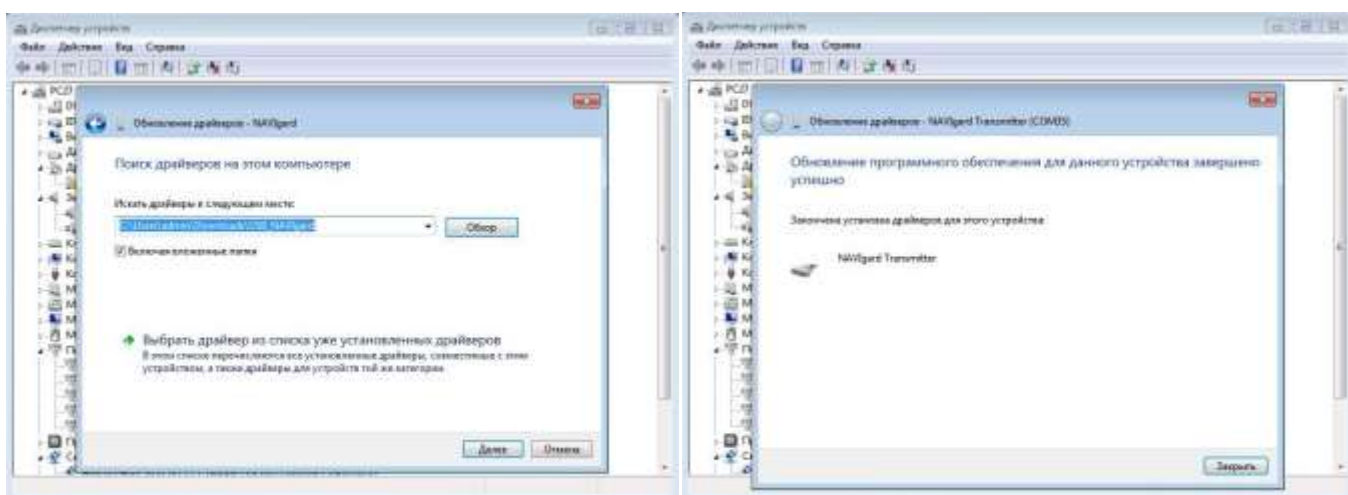 Диспетчер устройств
Файл Действие Вид Справка
Обновление драйверов - NAVIgard
Поиск драйверов на этом компьютере
Искать драйверы в следующем месте:
Обзор
Включая вложенные папки
Выбрать драйвер из списка уже установленных драйверов
В этом списке перечисляются все установленные драйверы, совместимые с этим
устройством, а также драйверы для устройств той же категории.
Далее Отмена
Диспетчер устройств
Файл Действие Вид Справка
Обновление драйверов - NAVIgard Transmitter (COM35)
Обновление программного обеспечения для данного устройства завершено
успешно
Закончена установка драйверов для этого устройства
NAVIgard Transmitter
Закрыть